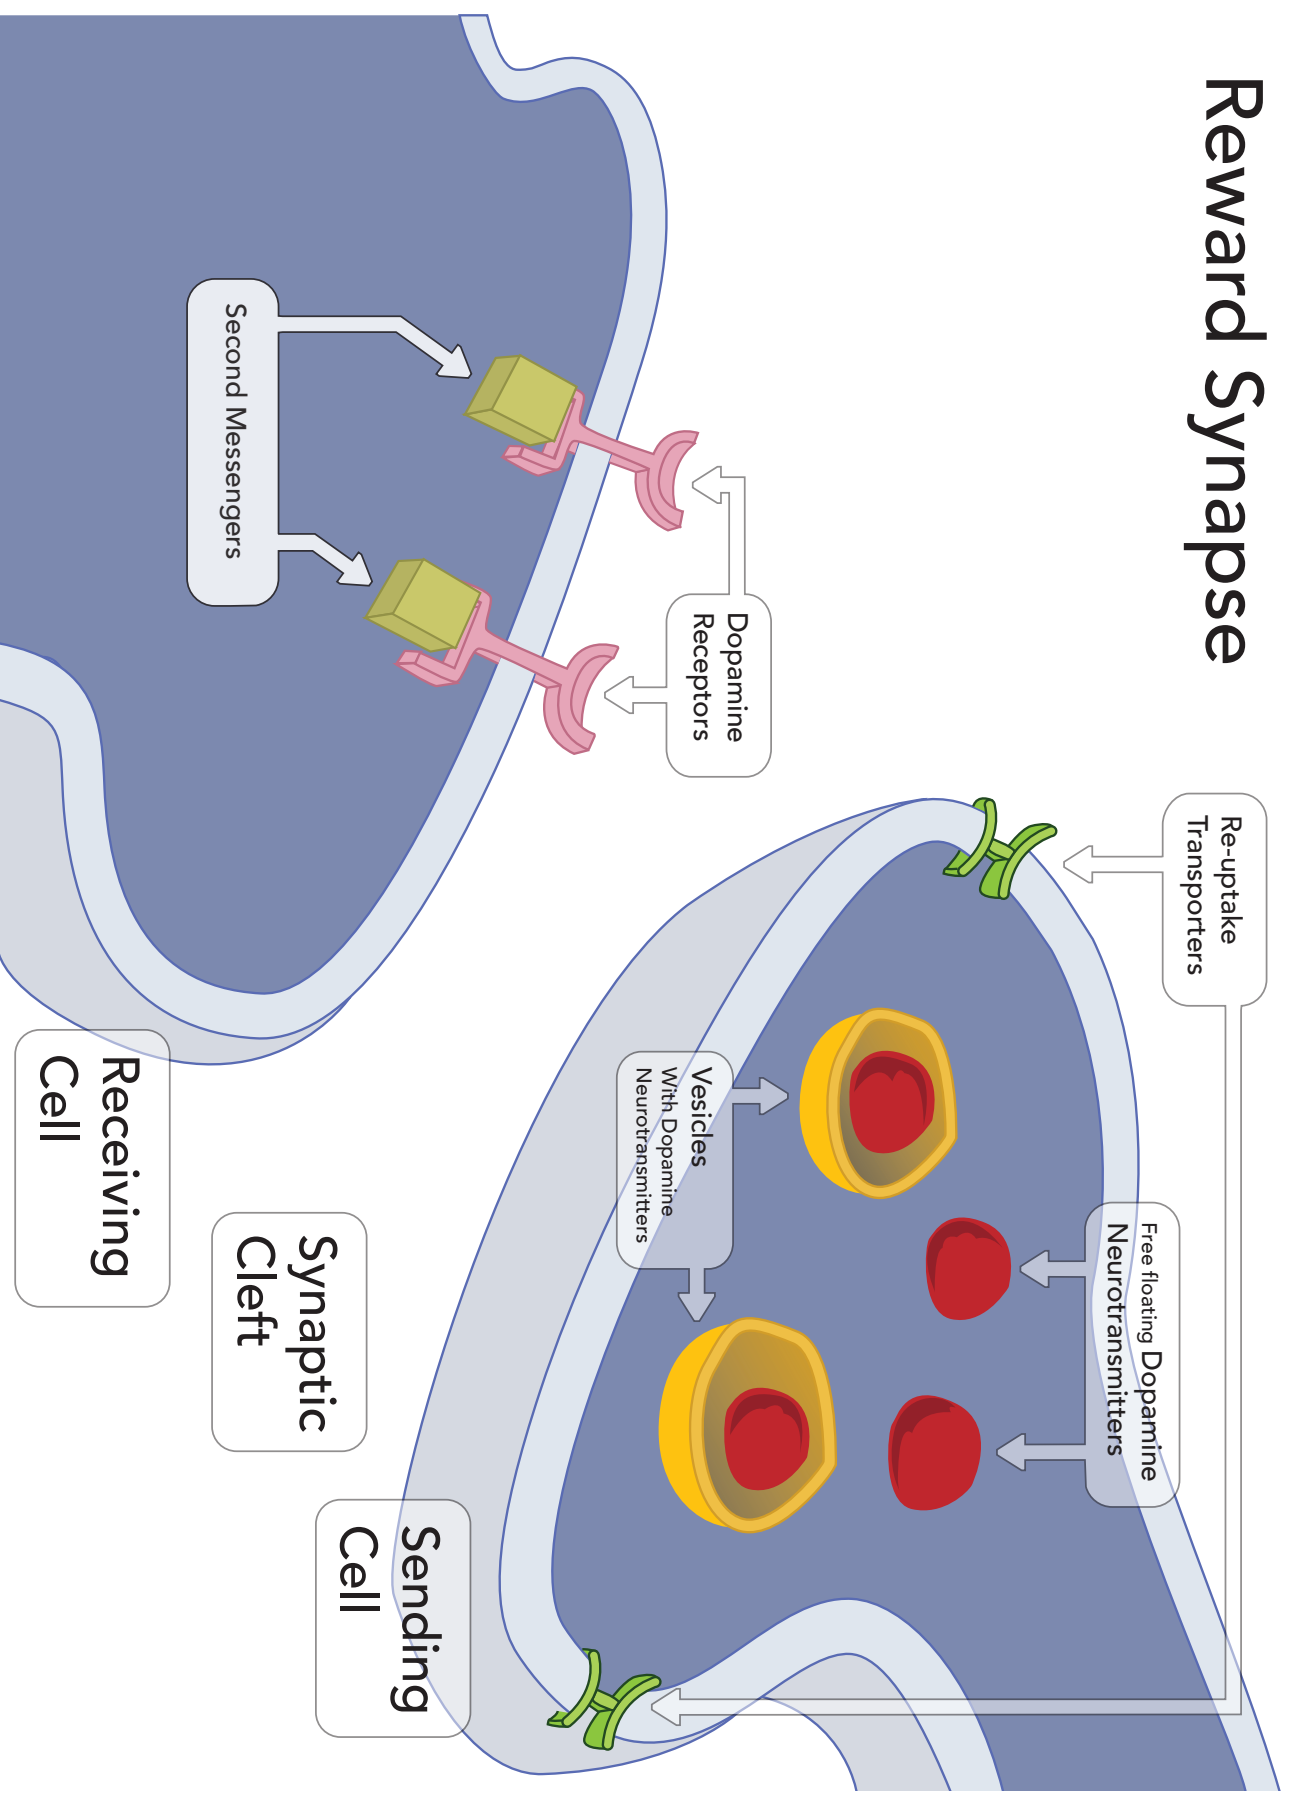 Reward Synapse
Re-uptake
Transporters
Free floating Dopamine
Neurotransmitters
Dopamine
Receptors
Vesicles
With Dopamine
Neurotransmitters
Second Messengers
Sending
Cell
Synaptic
Cleft
Receiving
Cell